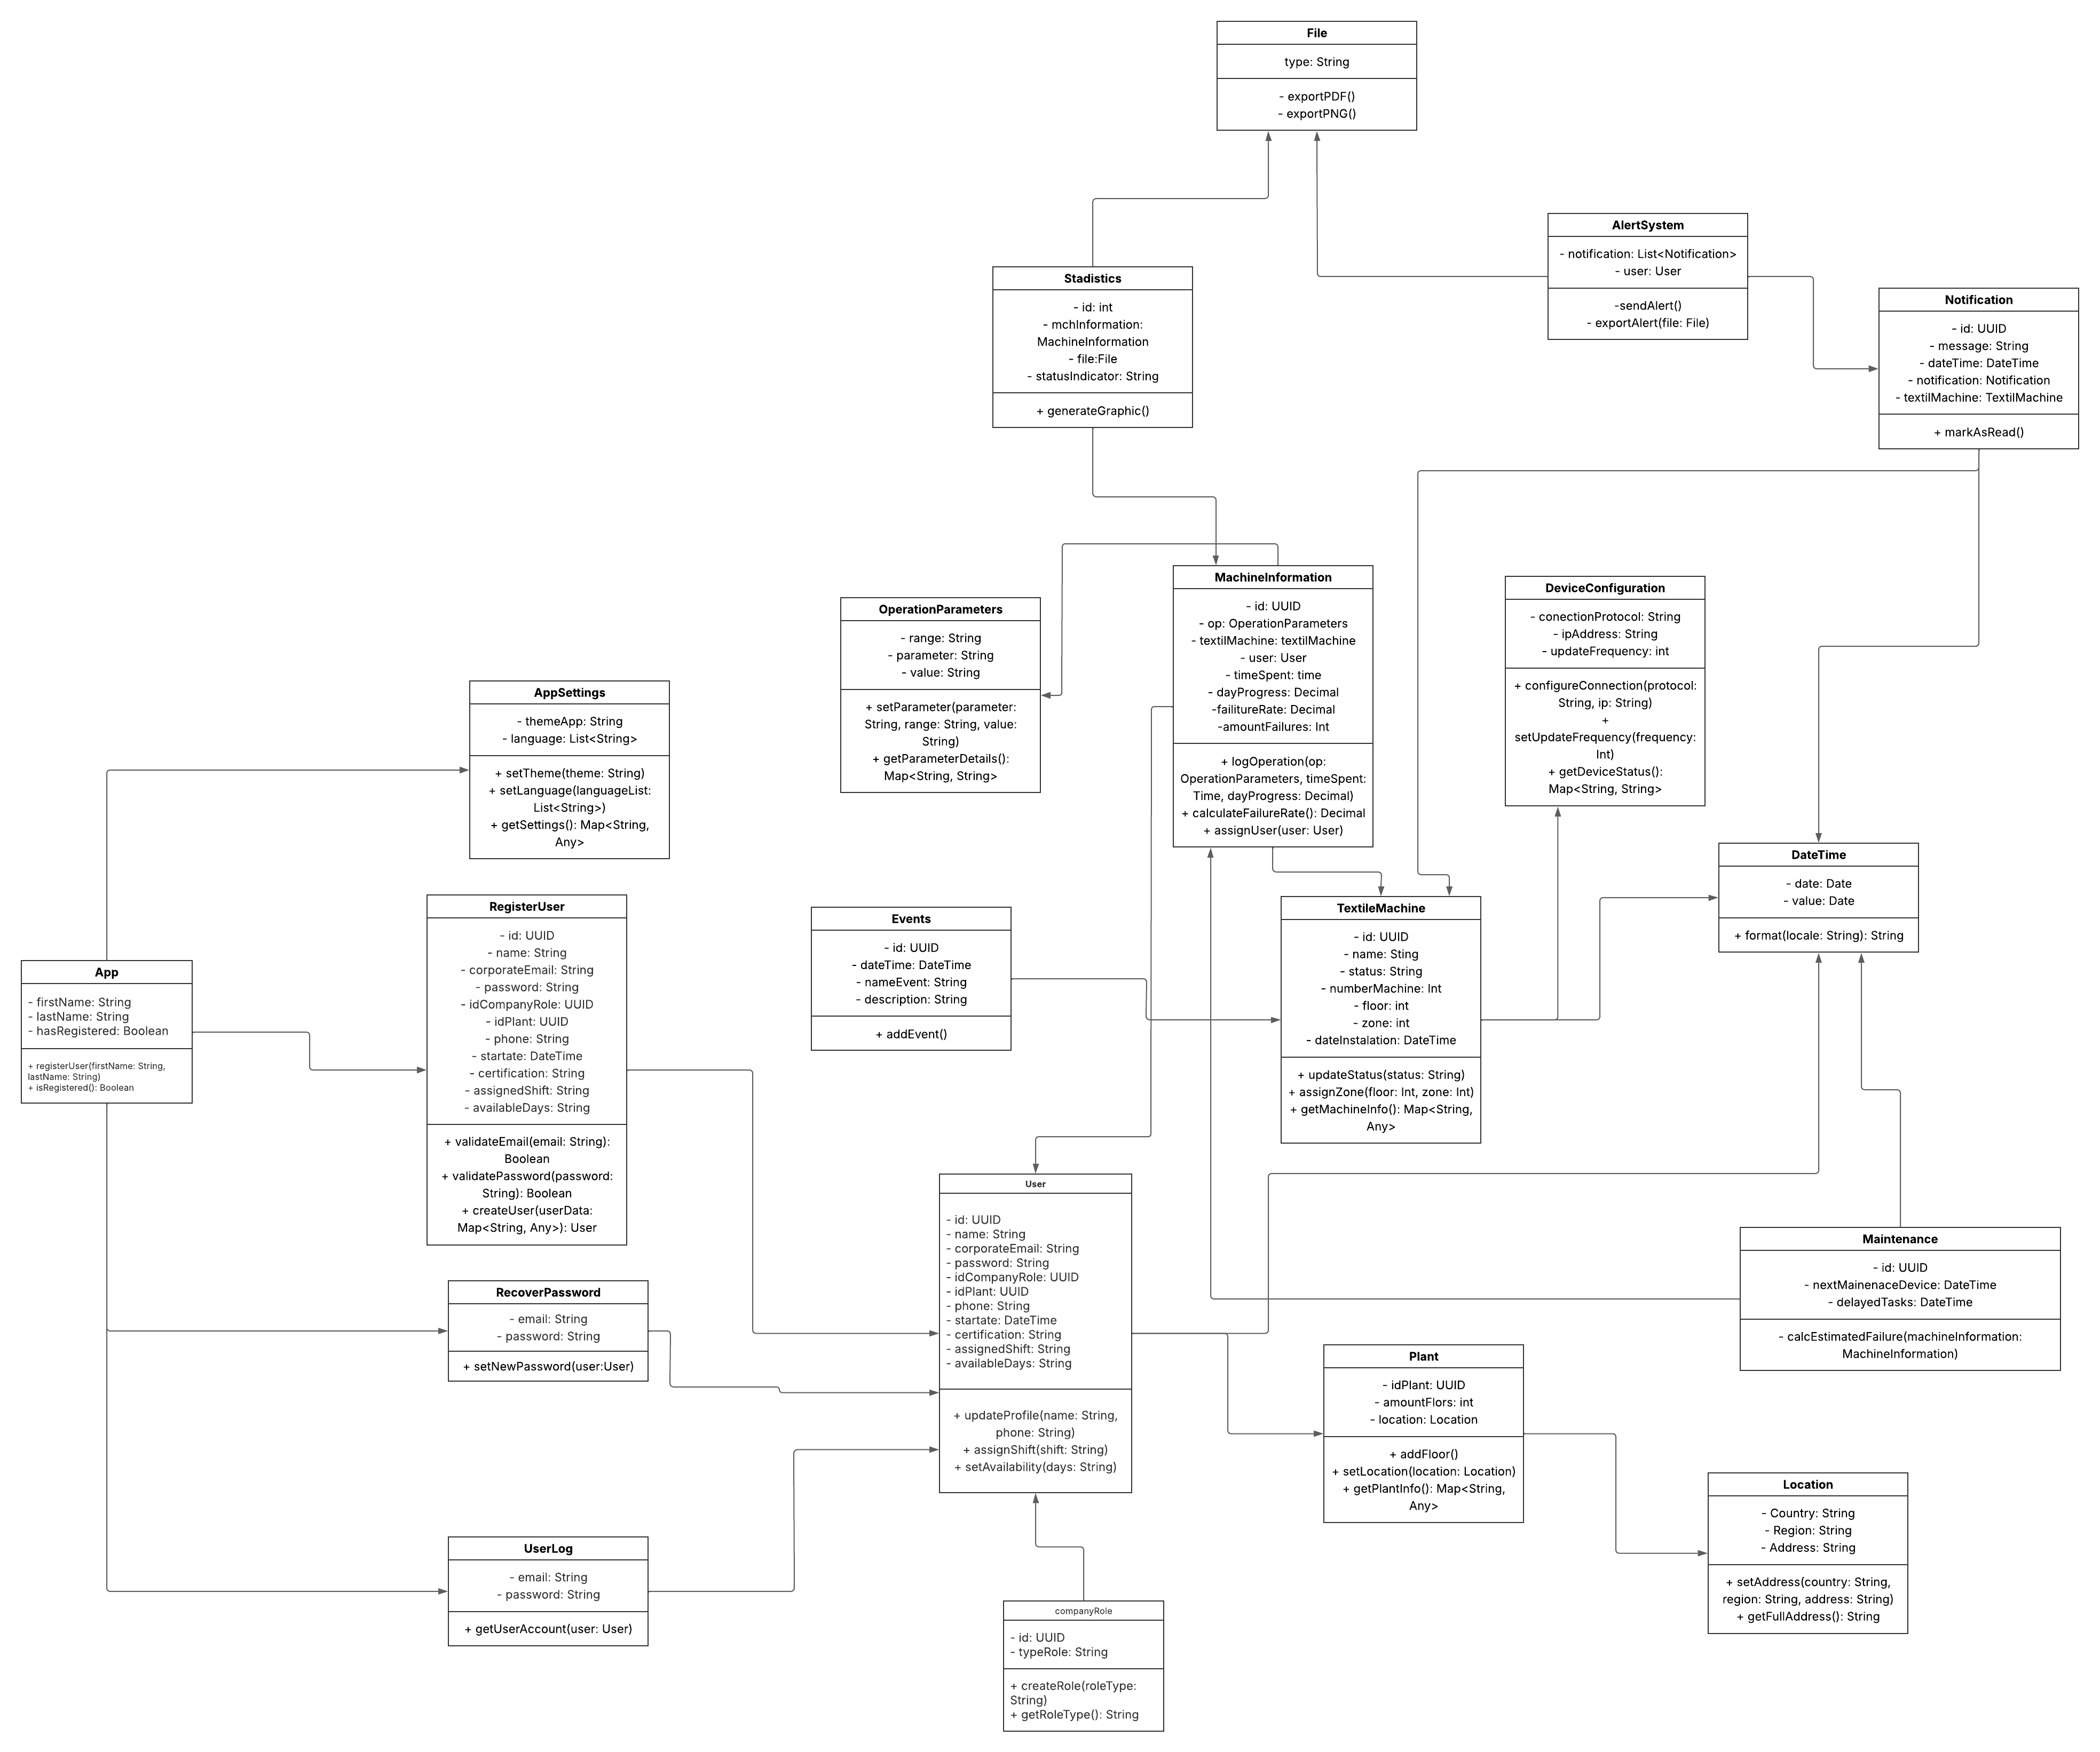 File
type: String
- exportPDF()
- exportPNG()
AlertSystem
- notification: List<Notification>
- user: User
-sendAlert()
- exportAlert(file: File)
Stadistics
- id: int
- mchInformation:
MachineInformation
- file:File
- statusIndicator: String
+ generateGraphic()
Notification
- id: UUID
- message: String
- dateTime: DateTime
- notification: Notification
- textilMachine: TextilMachine
+ markAsRead()
MachineInformation
- id: UUID
- op: OperationParameters
- textilMachine: textilMachine
- user: User
- timeSpent: time
- dayProgress: Decimal
-failitureRate: Decimal
-amountFailures: Int
+ logOperation(op:
OperationParameters, timeSpent:
Time, dayProgress: Decimal)
+ calculateFailureRate(): Decimal
+ assignUser(user: User)
DeviceConfiguration
- conectionProtocol: String
- ipAddress: String
- updateFrequency: int
+ configureConnection(protocol:
String, ip: String)
+
setUpdateFrequency(frequency:
Int)
+ getDeviceStatus():
Map<String, String>
OperationParameters
- range: String
- parameter: String
- value: String
+ setParameter(parameter:
String, range: String, value:
String)
+ getParameterDetails():
Map<String, String>
AppSettings
- themeApp: String
- language: List<String>
+ setTheme(theme: String)
+ setLanguage(languageList:
List<String>)
+ getSettings(): Map<String,
Any>
DateTime
- date: Date
- value: Date
+ format(locale: String): String
RegisterUser
- id: UUID
- name: String
- corporateEmail: String
- password: String
- idCompanyRole: UUID
- idPlant: UUID
- phone: String
- startate: DateTime
- certification: String
- assignedShift: String
- availableDays: String
+ validateEmail(email: String):
Boolean
+ validatePassword(password:
String): Boolean
+ createUser(userData:
Map<String, Any>): User
Events
- id: UUID
- dateTime: DateTime
- nameEvent: String
- description: String
+ addEvent()
TextileMachine
- id: UUID
- name: Sting
- status: String
- numberMachine: Int
- floor: int
- zone: int
- dateInstalation: DateTime
+ updateStatus(status: String)
+ assignZone(floor: Int, zone: Int)
+ getMachineInfo(): Map<String,
Any>
App
- firstName: String
- lastName: String
- hasRegistered: Boolean
+ registerUser(firstName: String,
lastName: String)
+ isRegistered(): Boolean
User
- id: UUID
- name: String
- corporateEmail: String
- password: String
- idCompanyRole: UUID
- idPlant: UUID
- phone: String
- startate: DateTime
- certification: String
- assignedShift: String
- availableDays: String
+ updateProfile(name: String,
phone: String)
+ assignShift(shift: String)
+ setAvailability(days: String)
Maintenance
- id: UUID
- nextMainenaceDevice: DateTime
- delayedTasks: DateTime
- calcEstimatedFailure(machineInformation:
MachineInformation)
RecoverPassword
- email: String
- password: String
+ setNewPassword(user:User)
Plant
- idPlant: UUID
- amountFlors: int
- location: Location
+ addFloor()
+ setLocation(location: Location)
+ getPlantInfo(): Map<String,
Any>
Location
- Country: String
- Region: String
- Address: String
+ setAddress(country: String,
region: String, address: String)
+ getFullAddress(): String
UserLog
- email: String
- password: String
+ getUserAccount(user: User)
companyRole
- id: UUID
- typeRole: String
+ createRole(roleType:
String)
+ getRoleType(): String